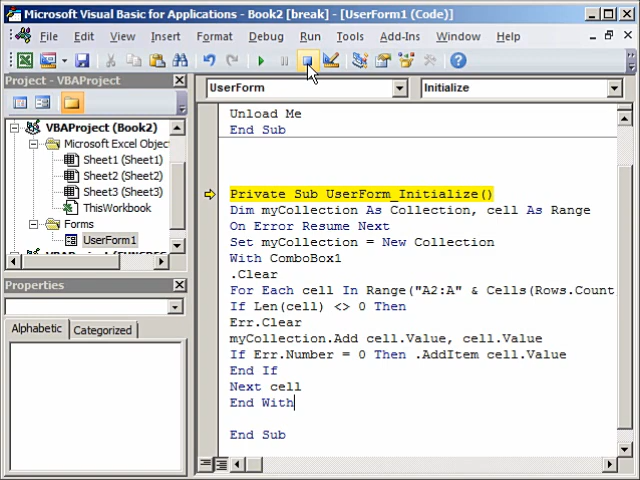 Microsoft Visual Basic for Applications - Book2 [break] - [UserForm1 (Code)]
File Edit View Insert Format Debug Run Tools Add-Ins Window Help
Project - VBAProject
UserForm Initialize
VBAProject (Book2)
Microsoft Excel Objec
Sheet1 (Sheet1)
Sheet2 (Sheet2)
Sheet3 (Sheet3)
ThisWorkbook
Forms
UserForm1
Properties
Alphabetic Categorized
Unload Me
End Sub
Private Sub UserForm_Initialize()
Dim myCollection As Collection, cell As Range
On Error Resume Next
Set myCollection = New Collection
With ComboBox1
.Clear
For Each cell In Range("A2:A" & Cells(Rows.Count
If Len(cell) <> 0 Then
Err.Clear
myCollection.Add cell.Value, cell.Value
If Err.Number = 0 Then .AddItem cell.Value
End If
Next cell
End With
End Sub